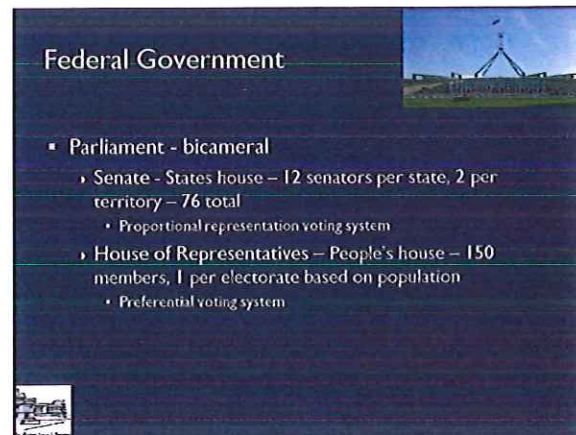 Federal Government
▪ Parliament - bicameral
› Senate - States house – 12 senators per state, 2 per
territory – 76 total
• Proportional representation voting system
› House of Representatives – People's house – 150
members, 1 per electorate based on population
• Preferential voting system